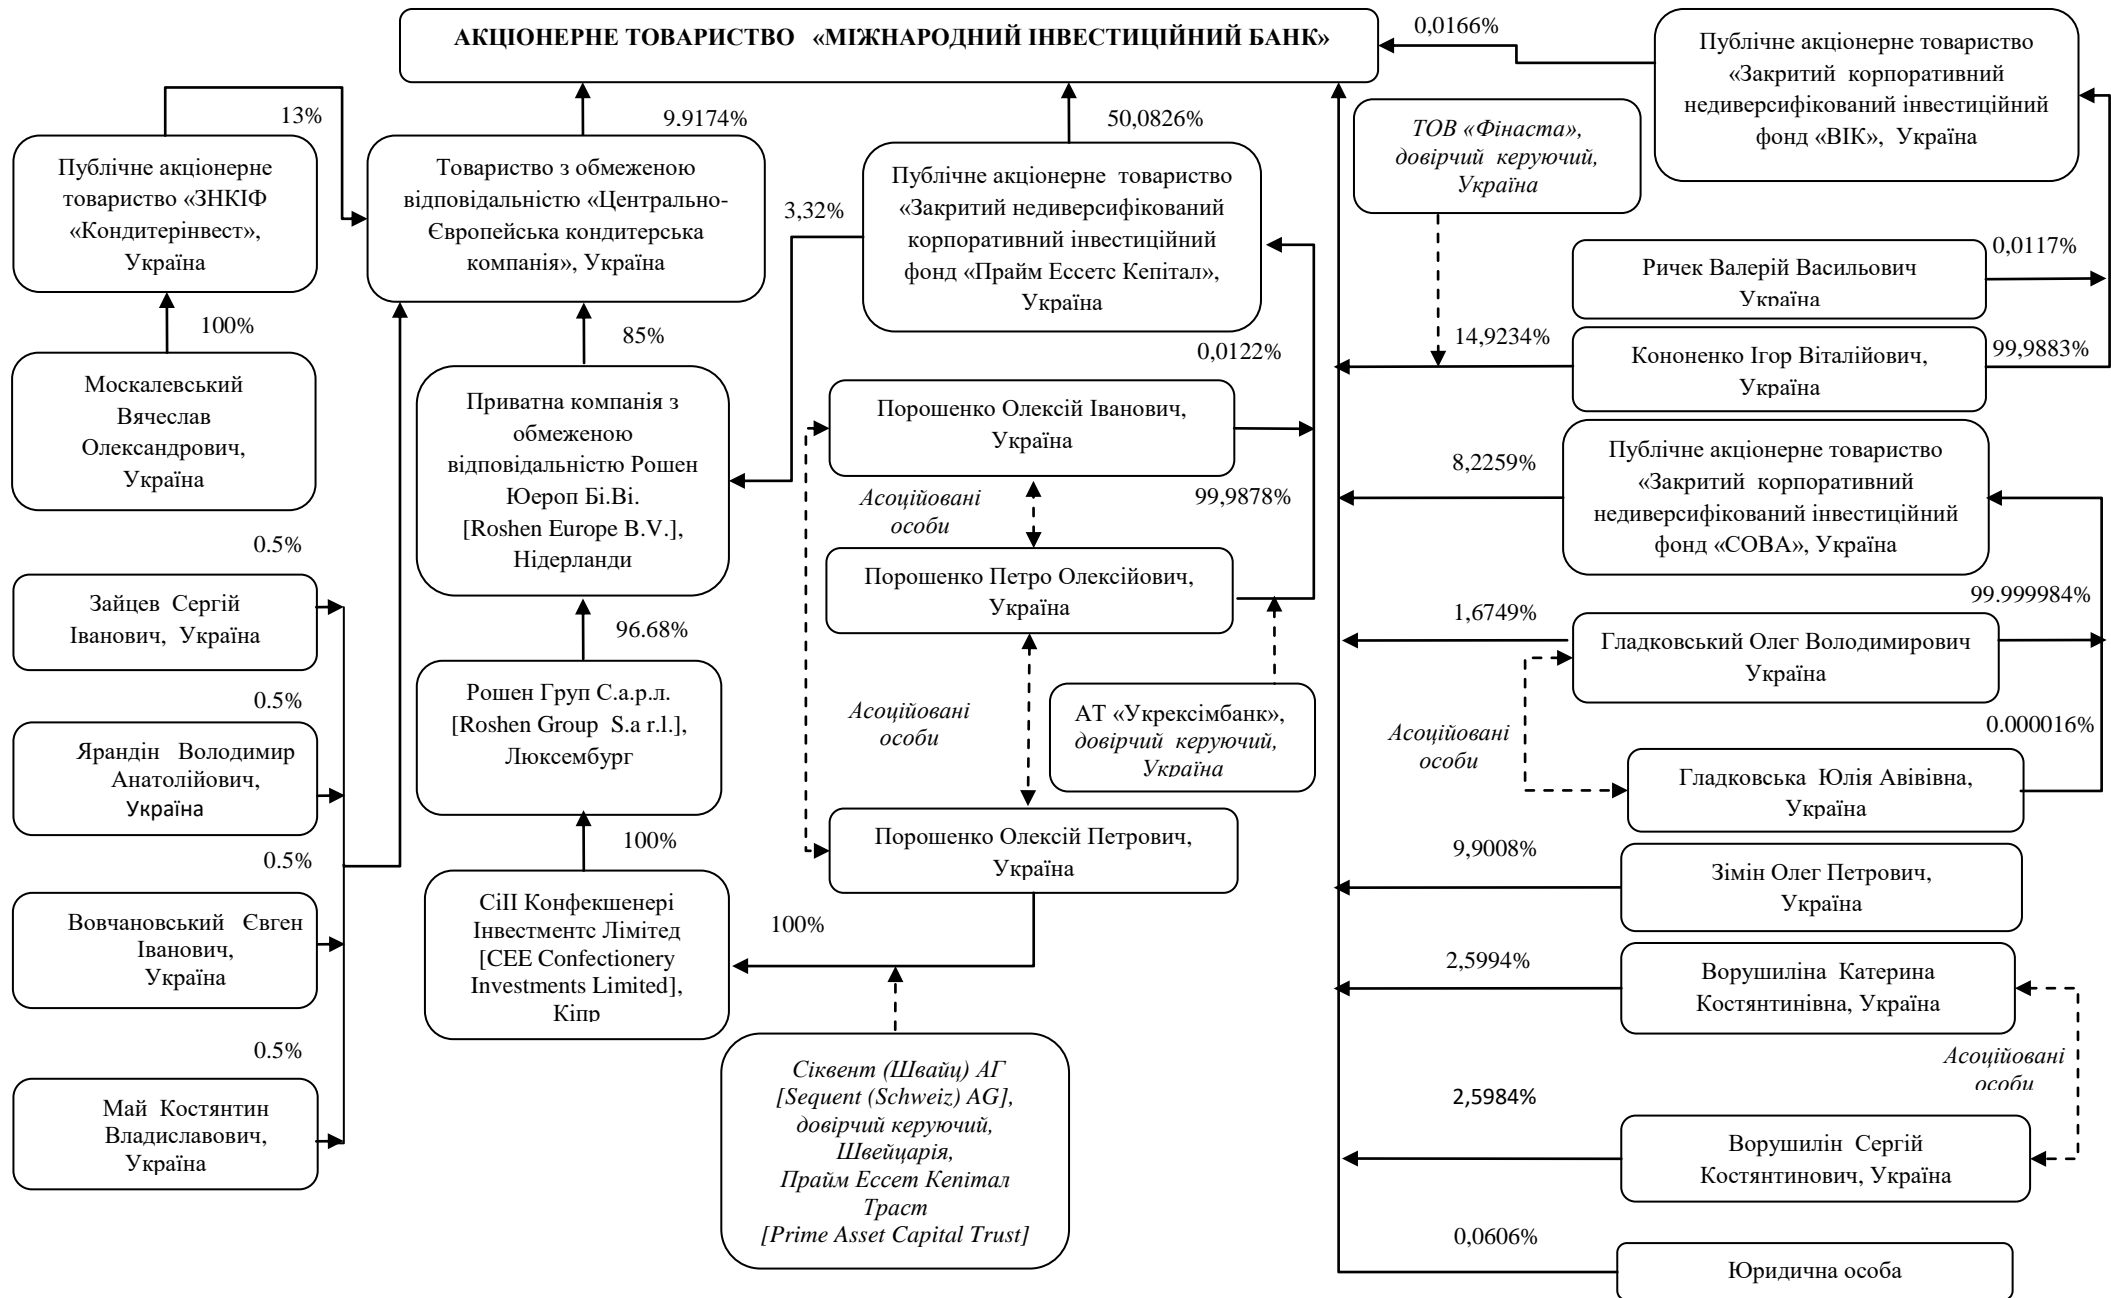 АКЦІОНЕРНЕ ТОВАРИСТВО «МІЖНАРОДНИЙ ІНВЕСТИЦІЙНИЙ БАНК»
0,0166%
Публічне акціонерне товариство
«Закритий корпоративний
недиверсифікований інвестиційний
фонд «ВІК», Україна
13%
9.9174%
50,0826%
ТОВ «Фінаста»,
довірчий керуючий,
Україна
Публічне акціонерне
товариство «ЗНКІФ
«Кондитерінвест»,
Україна
Товариство з обмеженою
відповідальністю «Центрально-
Європейська кондитерська
компанія», Україна
3,32%
Публічне акціонерне товариство
«Закритий недиверсифікований
корпоративний інвестиційний
фонд «Прайм Ессетс Кепітал»,
Україна
0,0117%
Ричек Валерій Васильович
Україна
100%
85%
0,0122%
14,9234%
Кононенко Ігор Віталійович,
Україна
99,9883%
Москалевський
Вячеслав
Олександрович,
Україна
Приватна компанія з
обмеженою
відповідальністю Рошен
Юероп Бі.Ві.
[Roshen Europe B.V.],
Нідерланди
Порошенко Олексій Іванович,
Україна
8,2259%
Публічне акціонерне товариство
«Закритий корпоративний
недиверсифікований інвестиційний
фонд «СОВА», Україна
Асоційовані
особи
99,9878%
0.5%
Зайцев Сергій
Іванович, Україна
Порошенко Петро Олексійович,
Україна
99.999984%
1,6749%
Гладковський Олег Володимирович
Україна
96.68%
0.5%
Рошен Груп С.а.р.л.
[Roshen Group S.a r.l.],
Люксембург
Асоційовані
особи
АТ «Укрексімбанк»,
довірчий керуючий,
Україна
Асоційовані
особи
0.000016%
Ярандін Володимир
Анатолійович,
Україна
Гладковська Юлія Авівівна,
Україна
100%
Порошенко Олексій Петрович,
Україна
0.5%
9,9008%
Зімін Олег Петрович,
Україна
Вовчановський Євген
Іванович,
Україна
СіІІ Конфекшенері
Інвестментс Лімітед
[CEE Confectionery
Investments Limited],
Кіпр
100%
2,5994%
Ворушиліна Катерина
Костянтинівна, Україна
0.5%
Асоційовані
особи
Май Костянтин
Владиславович,
Україна
Сіквент (Швайц) АГ
[Sequent (Schweiz) AG],
довірчий керуючий,
Швейцарія,
Прайм Ессет Кепітал
Траст
[Prime Asset Capital Trust]
2,5984%
Ворушилін Сергій
Костянтинович, Україна
0,0606%
Юридична особа